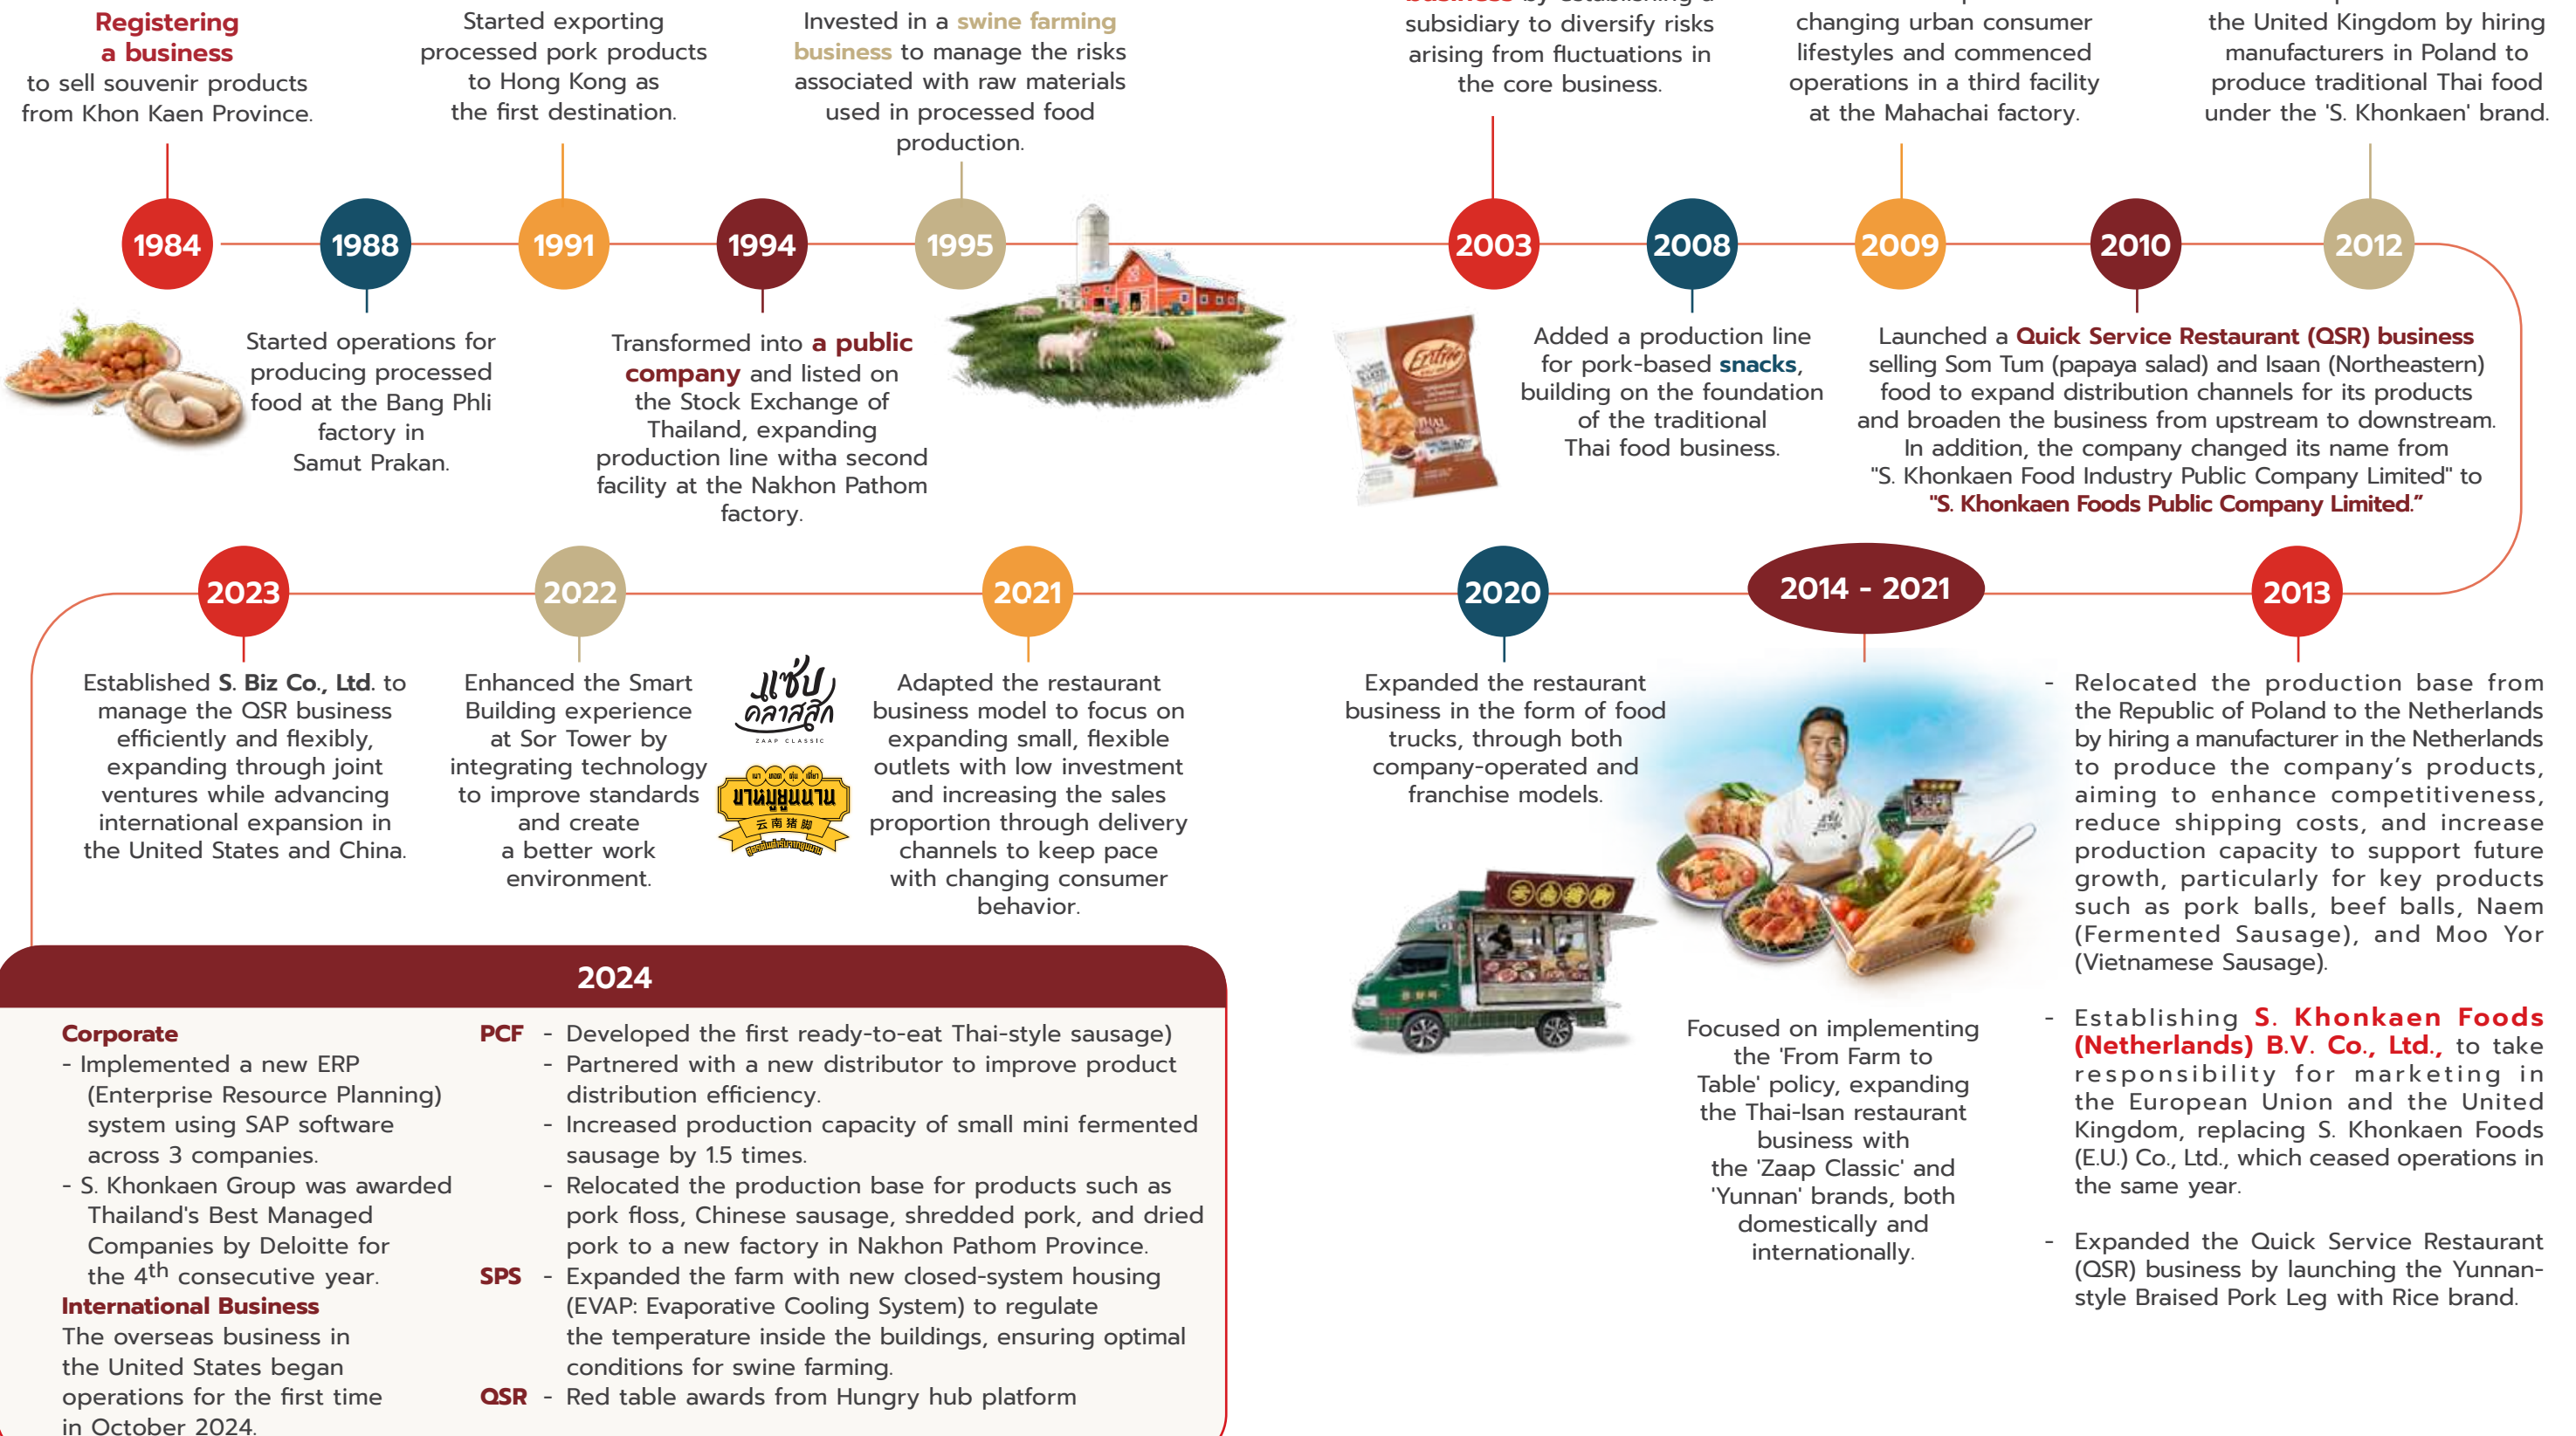 Registering
a business
to sell souvenir products
from Khon Kaen Province.
1984
1988
Started operations for
producing processed
food at the Bang Phli
factory in
Samut Prakan.
Started exporting
processed pork products
to Hong Kong as
the first destination.
1991
1994
Transformed into a public
company and listed on
the Stock Exchange of
Thailand, expanding
production line witha second
facility at the Nakhon Pathom
factory.
Invested in a swine farming
business to manage the risks
associated with raw materials
used in processed food
production.
1995
business by establishing a
subsidiary to diversify risks
arising from fluctuations in
the core business.
2003
Entrée
2008
Added a production line
for pork-based snacks,
building on the foundation
of the traditional
Thai food business.
changing urban consumer
lifestyles and commenced
operations in a third facility
at the Mahachai factory.
2009
2010
Launched a Quick Service Restaurant (QSR) business
selling Som Tum (papaya salad) and Isaan (Northeastern)
food to expand distribution channels for its products
and broaden the business from upstream to downstream.
In addition, the company changed its name from
"S. Khonkaen Food Industry Public Company Limited" to
"S. Khonkaen Foods Public Company Limited.”
the United Kingdom by hiring
manufacturers in Poland to
produce traditional Thai food
under the 'S. Khonkaen' brand.
2012
2013
- Relocated the production base from
the Republic of Poland to the Netherlands
by hiring a manufacturer in the Netherlands
to produce the company’s products,
aiming to enhance competitiveness,
reduce shipping costs, and increase
production capacity to support future
growth, particularly for key products
such as pork balls, beef balls, Naem
(Fermented Sausage), and Moo Yor
(Vietnamese Sausage).
- Establishing S. Khonkaen Foods
(Netherlands) B.V. Co., Ltd., to take
responsibility for marketing in
the European Union and the United
Kingdom, replacing S. Khonkaen Foods
(E.U.) Co., Ltd., which ceased operations in
the same year.
- Expanded the Quick Service Restaurant
(QSR) business by launching the Yunnan-
style Braised Pork Leg with Rice brand.
2014 - 2021
Focused on implementing
the 'From Farm to
Table' policy, expanding
the Thai-Isan restaurant
business with
the 'Zaap Classic' and
'Yunnan' brands, both
domestically and
internationally.
2020
Expanded the restaurant
business in the form of food
trucks, through both
company-operated and
franchise models.
云南猪脚
2021
Adapted the restaurant
business model to focus on
expanding small, flexible
outlets with low investment
and increasing the sales
proportion through delivery
channels to keep pace
with changing consumer
behavior.
แซ่บ
คลาสสิก
ZAAP CLASSIC
ขาหมูยูนนาน
云南猪脚
2022
Enhanced the Smart
Building experience
at Sor Tower by
integrating technology
to improve standards
and create
a better work
environment.
2023
Established S. Biz Co., Ltd. to
manage the QSR business
efficiently and flexibly,
expanding through joint
ventures while advancing
international expansion in
the United States and China.
2024
Corporate
- Implemented a new ERP
(Enterprise Resource Planning)
system using SAP software
across 3 companies.
- S. Khonkaen Group was awarded
Thailand's Best Managed
Companies by Deloitte for
the 4th consecutive year.
International Business
The overseas business in
the United States began
operations for the first time
in October 2024.
PCF - Developed the first ready-to-eat Thai-style sausage)
- Partnered with a new distributor to improve product
distribution efficiency.
- Increased production capacity of small mini fermented
sausage by 1.5 times.
- Relocated the production base for products such as
pork floss, Chinese sausage, shredded pork, and dried
pork to a new factory in Nakhon Pathom Province.
SPS - Expanded the farm with new closed-system housing
(EVAP: Evaporative Cooling System) to regulate
the temperature inside the buildings, ensuring optimal
conditions for swine farming.
QSR - Red table awards from Hungry hub platform